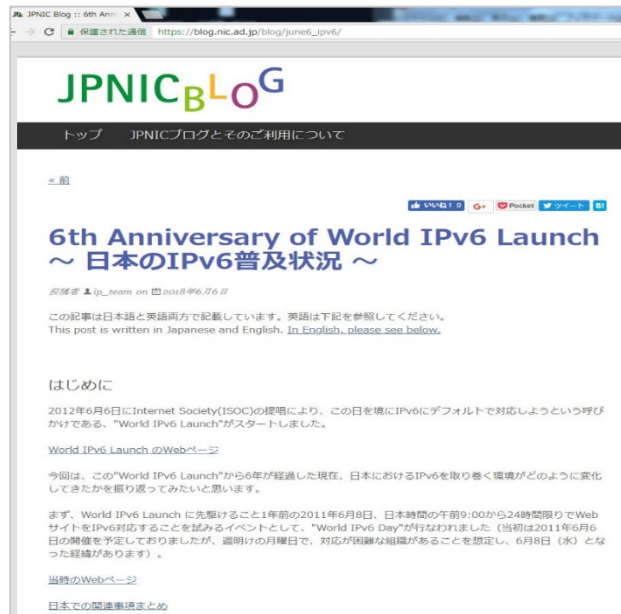 JPNIC Blog :: 6th Ann
保護された通信 https://blog.nic.ad.jp/blog/june6_ipv6/
JPNIC BLOG
トップ JPNICブログとそのご利用について
« 前
いいね! 0 G+ Pocket ツイート B!
6th Anniversary of World IPv6 Launch
～ 日本のIPv6普及状況 ～
投稿者 ip_team on 2018年6月6日
この記事は日本語と英語両方で記載しています。英語は下記を参照してください。
This post is written in Japanese and English. In English, please see below.
はじめに
2012年6月6日にInternet Society(ISOC)の提唱により、この日を境にIPv6にデフォルトで対応しようという呼び
かけである、"World IPv6 Launch"がスタートしました。
World IPv6 Launch のWebページ
今回は、この"World IPv6 Launch"から6年が経過した現在、日本におけるIPv6を取り巻く環境がどのように変化
してきたかを振り返ってみたいと思います。
まず、World IPv6 Launch に先駆けること1年前の2011年6月8日、日本時間の午前9:00から24時間限りでWeb
サイトをIPv6対応することを試みるイベントとして、"World IPv6 Day"が行なわれました（当初は2011年6月6
日の開催を予定しておりましたが、週明けの月曜日で、対応が困難な組織があることを想定し、6月8日（水）とな
った経緯があります）。
当時のWebページ
日本での関連事項まとめ